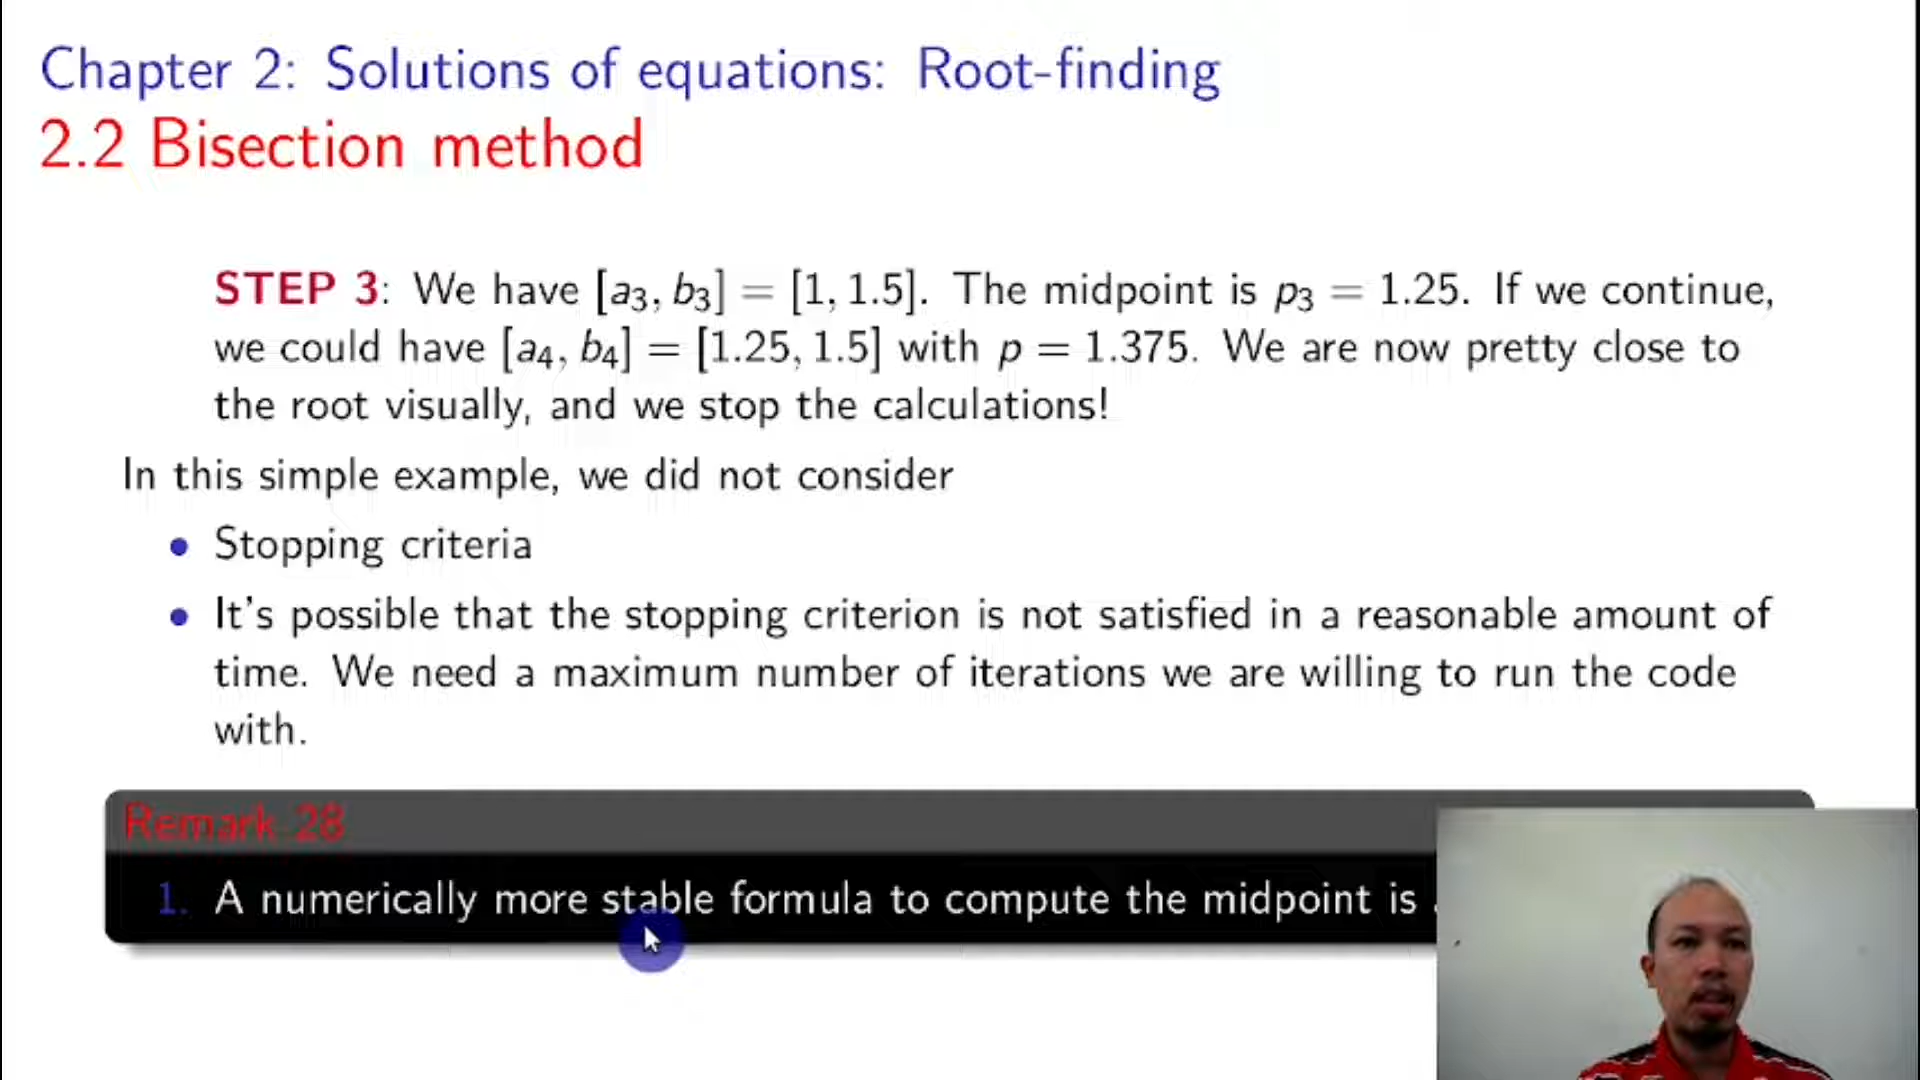 Chapter 2: Solutions of equations: Root-finding
2.2 Bisection method
STEP 3: We have [a₃, b₃] = [1, 1.5]. The midpoint is p₃ = 1.25. If we continue,
we could have [a₄, b₄] = [1.25, 1.5] with p = 1.375. We are now pretty close to
the root visually, and we stop the calculations!
In this simple example, we did not consider
• Stopping criteria
• It's possible that the stopping criterion is not satisfied in a reasonable amount of
time. We need a maximum number of iterations we are willing to run the code
with.
Remark 28
1. A numerically more stable formula to compute the midpoint is